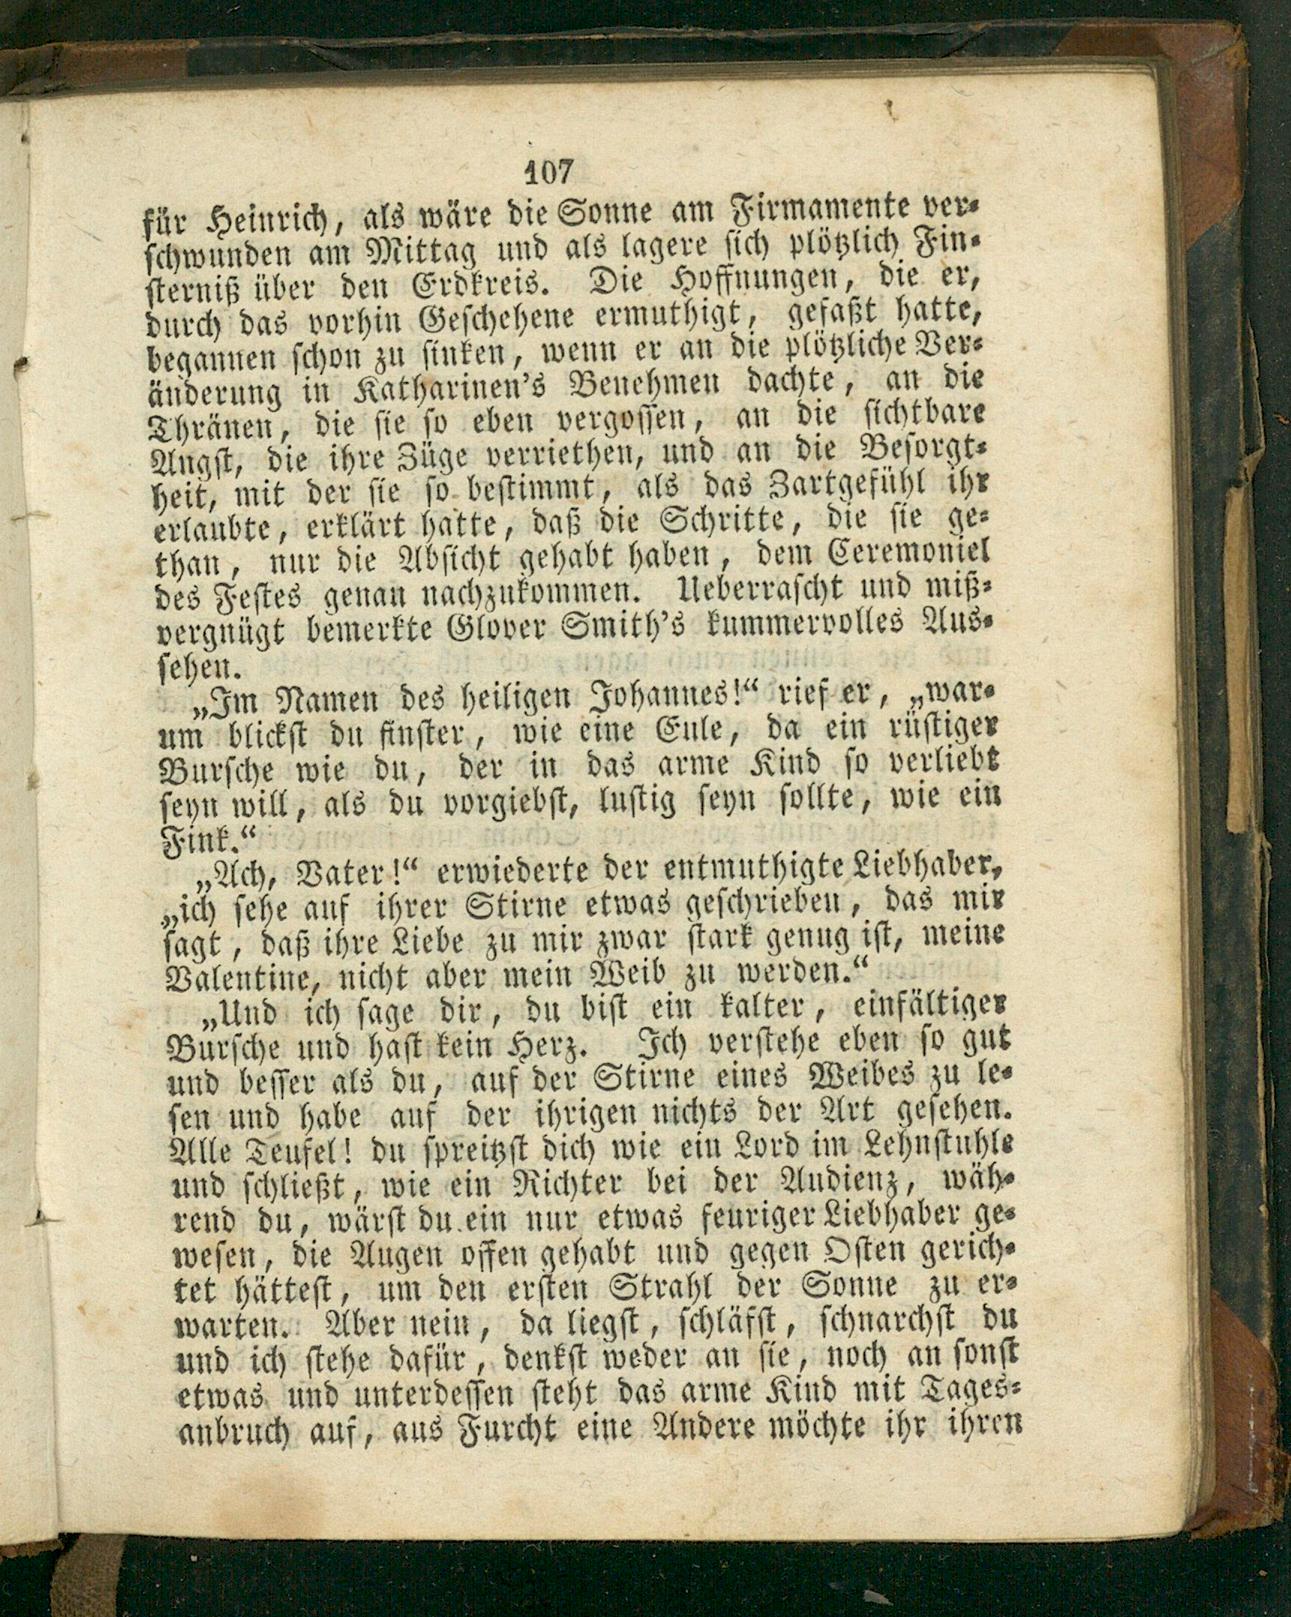 107
für Heinrich, als wäre die Sonne am Firmamente ver-
schwunden am Mittag und als lagere sich plötzlich Fin-
sterniß über den Erdkreis. Die Hoffnungen, die er,
durch das vorhin Geschehene ermuthigt, gefaßt hatte,
begannen schon zu sinken, wenn er an die plötzliche Ver-
änderung in Katharinen's Benehmen dachte, an die
Thränen, die sie so eben vergossen, an die sichtbare
Angst, die ihre Züge verriethen, und an die Besorgt-
heit, mit der sie so bestimmt, als das Zartgefühl ihr
erlaubte, erklärt hatte, daß die Schritte, die sie ge-
than, nur die Absicht gehabt haben, dem Ceremoniel
des Festes genau nachzukommen. Ueberrascht und miß-
vergnügt bemerkte Glover Smith's kummervolles Aus-
sehen.
„Im Namen des heiligen Johannes!“ rief er, „war-
um blickst du finster, wie eine Eule, da ein rüstiger
Bursche wie du, der in das arme Kind so verliebt
seyn will, als du vorgiebst, lustig seyn sollte, wie ein
Fink.“
„Ach, Vater!“ erwiederte der entmuthigte Liebhaber,
„ich sehe auf ihrer Stirne etwas geschrieben, das mir
sagt, daß ihre Liebe zu mir zwar stark genug ist, meine
Valentine, nicht aber mein Weib zu werden.“
„Und ich sage dir, du bist ein kalter, einfältiger
Bursche und hast kein Herz. Ich verstehe eben so gut
und besser als du, auf der Stirne eines Weibes zu le-
sen und habe auf der ihrigen nichts der Art gesehen.
Alle Teufel! du spreitzst dich wie ein Lord im Lehnstuhle
und schließt, wie ein Richter bei der Audienz, wäh-
rend du, wärst du ein nur etwas feuriger Liebhaber ge-
wesen, die Augen offen gehabt und gegen Osten gerich-
tet hättest, um den ersten Strahl der Sonne zu er-
warten. Aber nein, da liegst, schläfst, schnarchst du
und ich stehe dafür, denkst weder an sie, noch an sonst
etwas und unterdessen steht das arme Kind mit Tages-
anbruch auf, aus Furcht eine Andere möchte ihr ihren